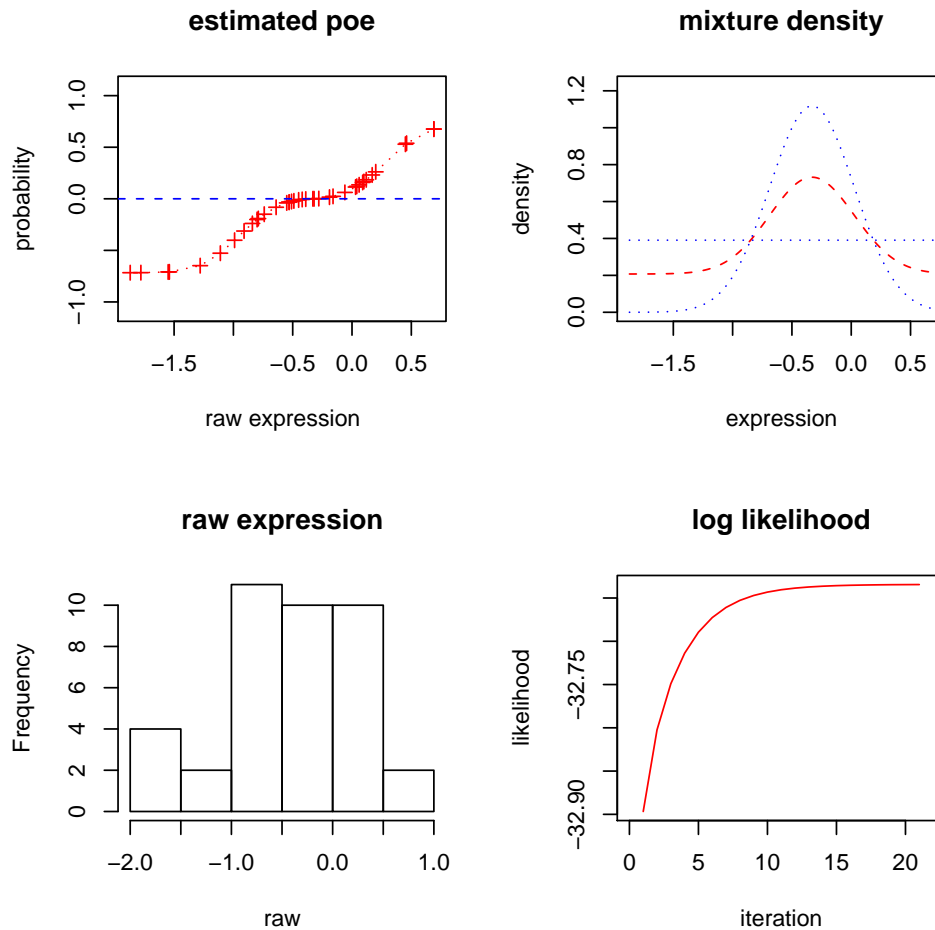 estimated poe
probability
1.0
0.5
0.0
−1.0
−1.5
−0.5
0.0
0.5
raw expression
mixture density
density
1.2
0.8
0.4
0.0
−1.5
−0.5
0.0
0.5
expression
raw expression
Frequency
10
8
6
4
2
0
−2.0
−1.0
0.0
1.0
raw
log likelihood
likelihood
−32.75
−32.90
0
5
10
15
20
iteration